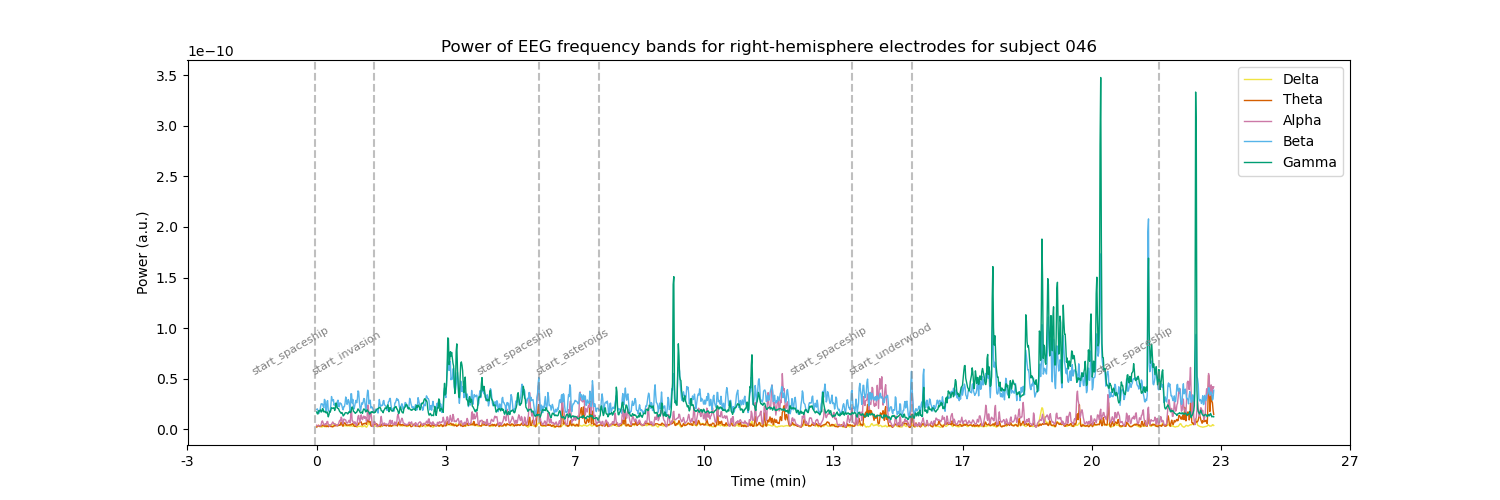 Power of EEG frequency bands for right-hemisphere electrodes for subject 046
1e−10
3.5
3.0
2.5
2.0
1.5
1.0
0.5
0.0
Power (a.u.)
Delta
Theta
Alpha
Beta
Gamma
start_spaceship
start_invasion
start_spaceship
start_asteroids
start_spaceship
start_underwood
start_spaceship
-3
0
3
7
10
13
17
20
23
27
Time (min)